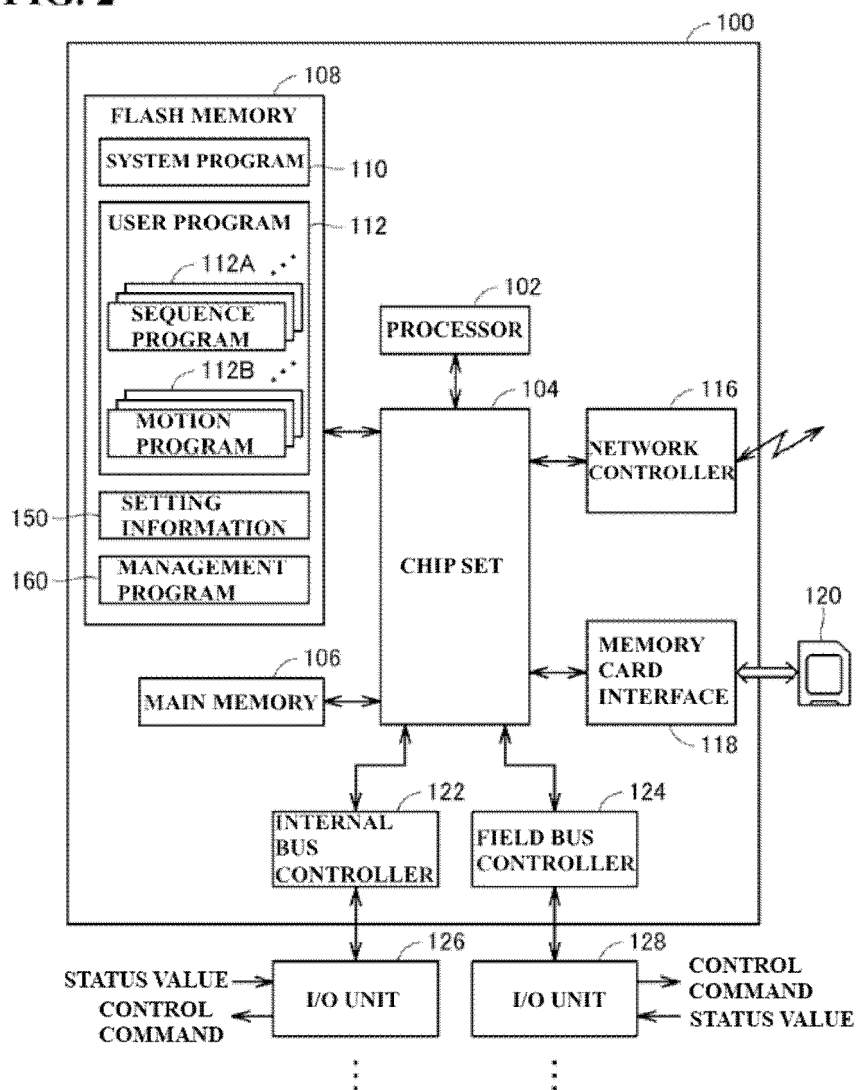 FIG. 2
100
108
FLASH MEMORY
SYSTEM PROGRAM
110
USER PROGRAM
112
112A
SEQUENCE
PROGRAM
112B
MOTION
PROGRAM
150
SETTING
INFORMATION
160
MANAGEMENT
PROGRAM
102
PROCESSOR
104
CHIP SET
116
NETWORK
CONTROLLER
106
MAIN MEMORY
MEMORY
CARD
INTERFACE
118
120
122
INTERNAL
BUS
CONTROLLER
124
FIELD BUS
CONTROLLER
126
I/O UNIT
STATUS VALUE
CONTROL
COMMAND
128
I/O UNIT
CONTROL
COMMAND
STATUS VALUE